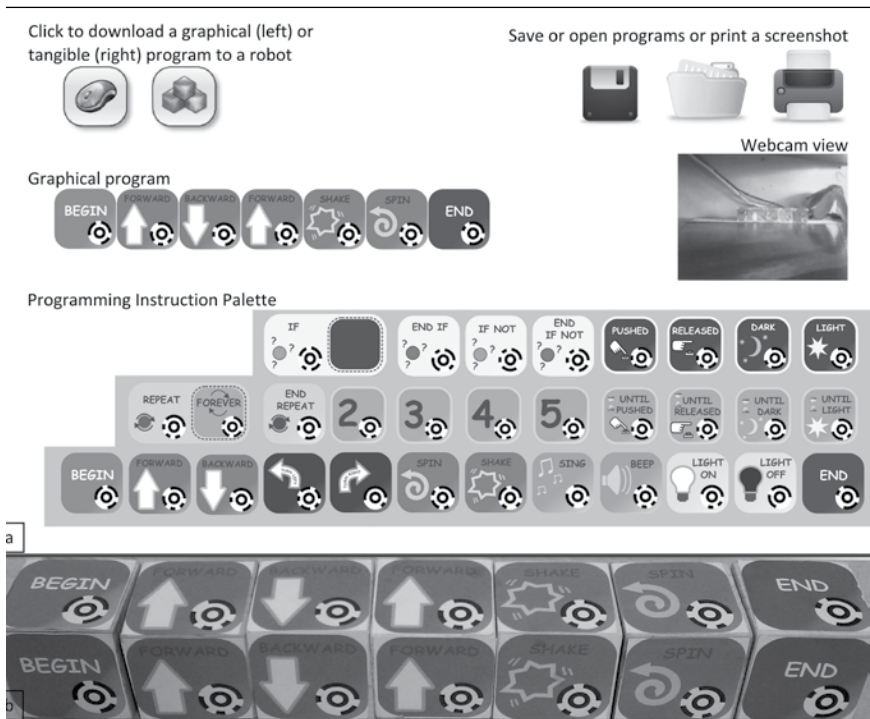 Click to download a graphical (left) or
tangible (right) program to a robot
Save or open programs or print a screenshot
Webcam view
Graphical program
BEGIN FORWARD BACKWARD FORWARD SHAKE SPIN END
Programming Instruction Palette
IF ? ? ? END IF ? ? ? IF NOT ? ? ? END IF NOT ? ? ? PUSHED RELEASED DARK LIGHT
REPEAT FOREVER END REPEAT 2 3 4 5 UNTIL PUSHED UNTIL RELEASED UNTIL DARK UNTIL LIGHT
BEGIN FORWARD BACKWARD SPIN SHAKE SING BEEP LIGHT ON LIGHT OFF END
a
BEGIN FORWARD BACKWARD FORWARD SHAKE SPIN END
BEGIN FORWARD BACKWARD FORWARD SHAKE SPIN END
b